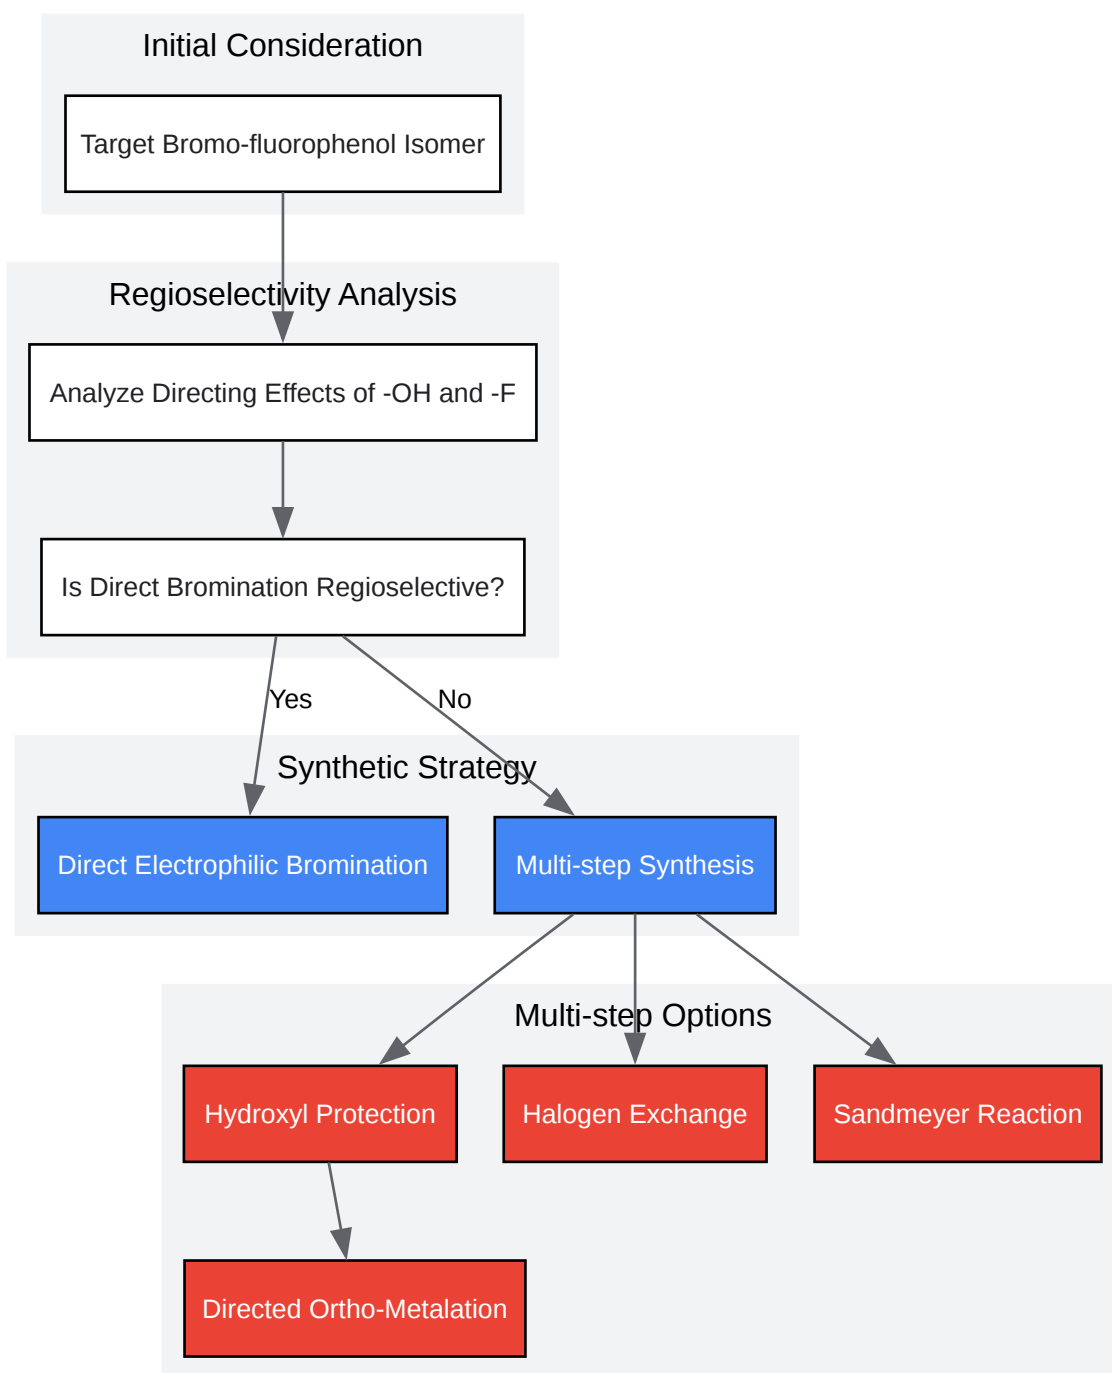 Initial Consideration
Target Bromo-fluorophenol Isomer
Regioselectivity Analysis
Analyze Directing Effects of -OH and -F
Is Direct Bromination Regioselective?
Yes
No
Synthetic Strategy
Direct Electrophilic Bromination
Multi-step Synthesis
Multi-step Options
Hydroxyl Protection
Halogen Exchange
Sandmeyer Reaction
Directed Ortho-Metalation